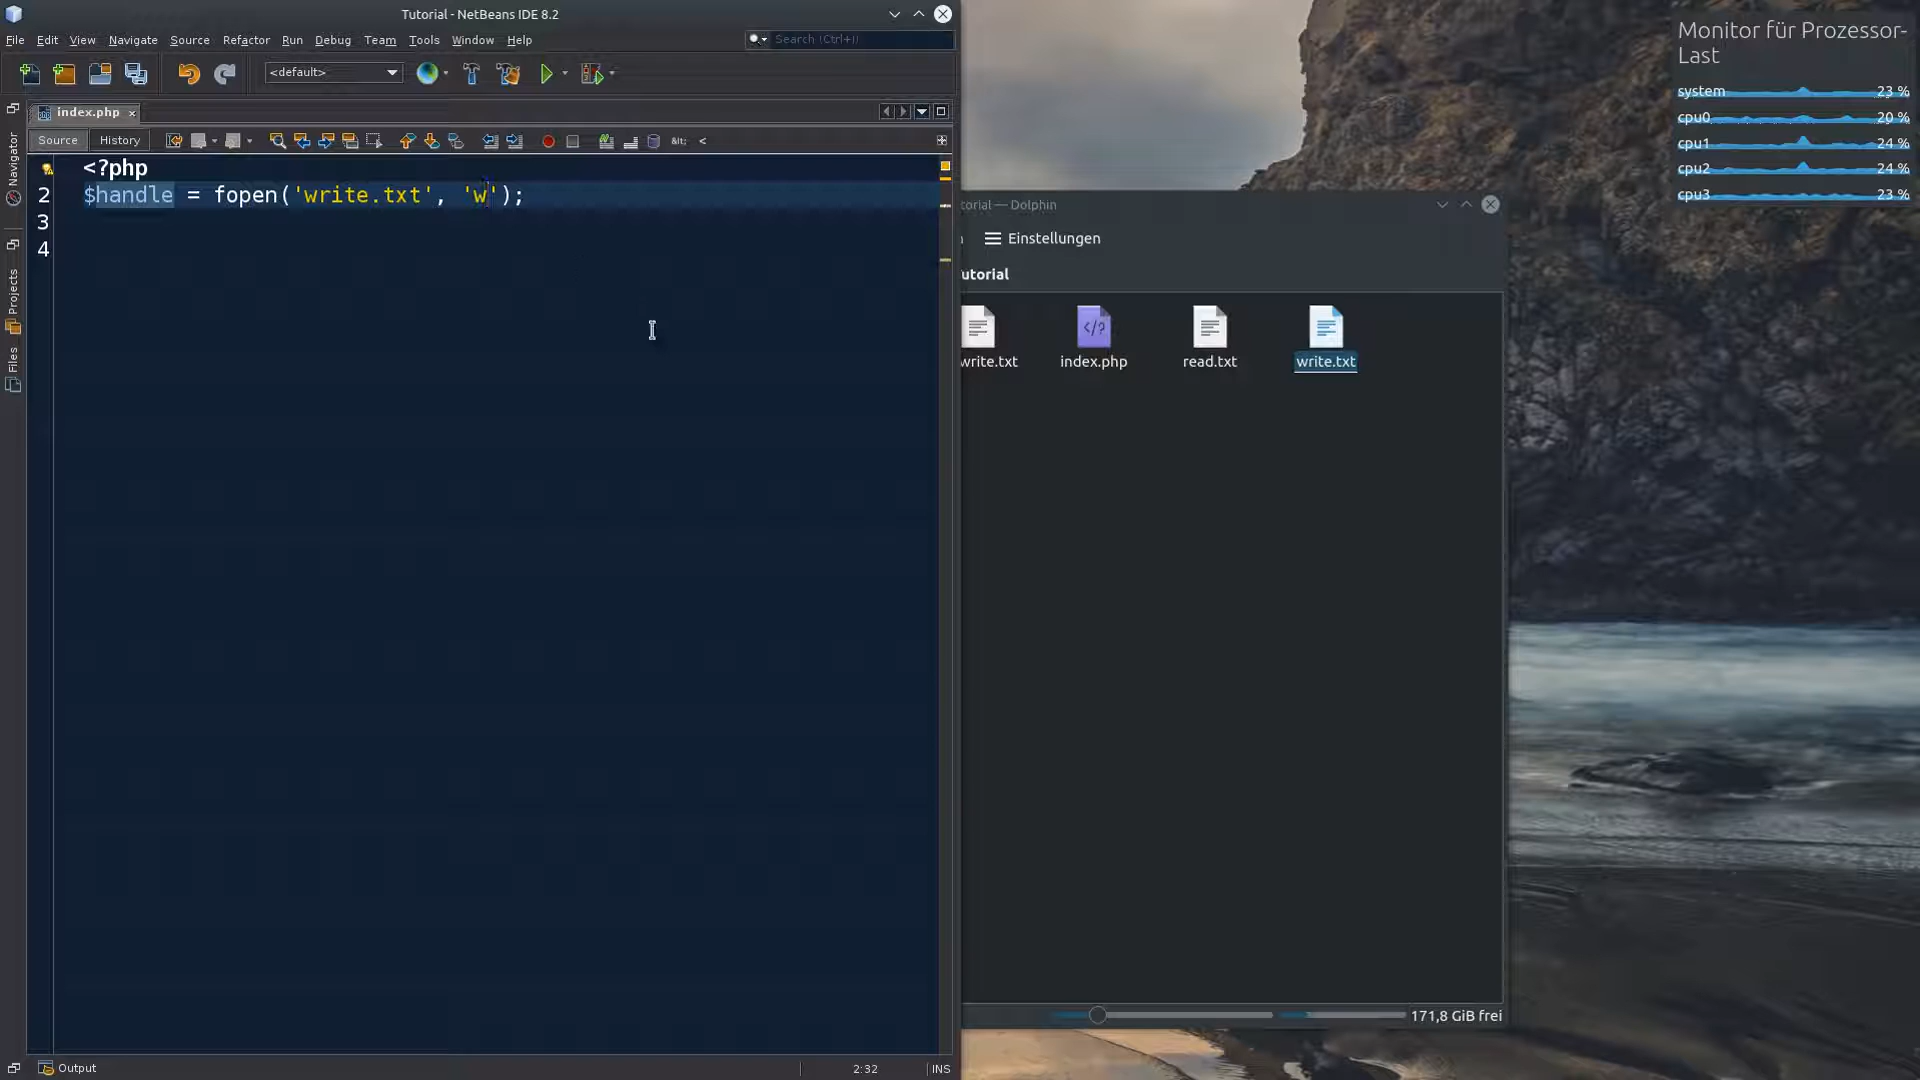 Tutorial - NetBeans IDE 8.2
File Edit View Navigate Source Refactor Run Debug Team Tools Window Help
Search (Ctrl+I)
<default>
index.php
Source History
Navigator
Projects
Files
<?php
2 $handle = fopen('write.txt', 'w');
3
4
Output
2:32 INS
orial — Dolphin
Einstellungen
utorial
write.txt index.php read.txt write.txt
171,8 GiB frei
Monitor für Prozessor-
Last
system 23 %
cpu0 20 %
cpu1 24 %
cpu2 24 %
cpu3 23 %